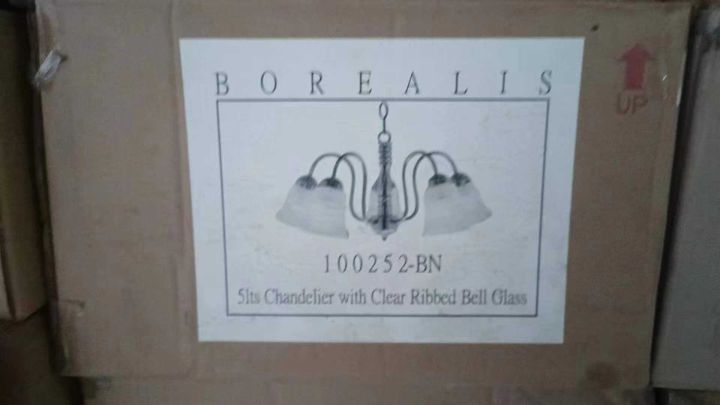 BOREALIS
UP
100252-BN
5lts Chandelier with Clear Ribbed Bell Glass